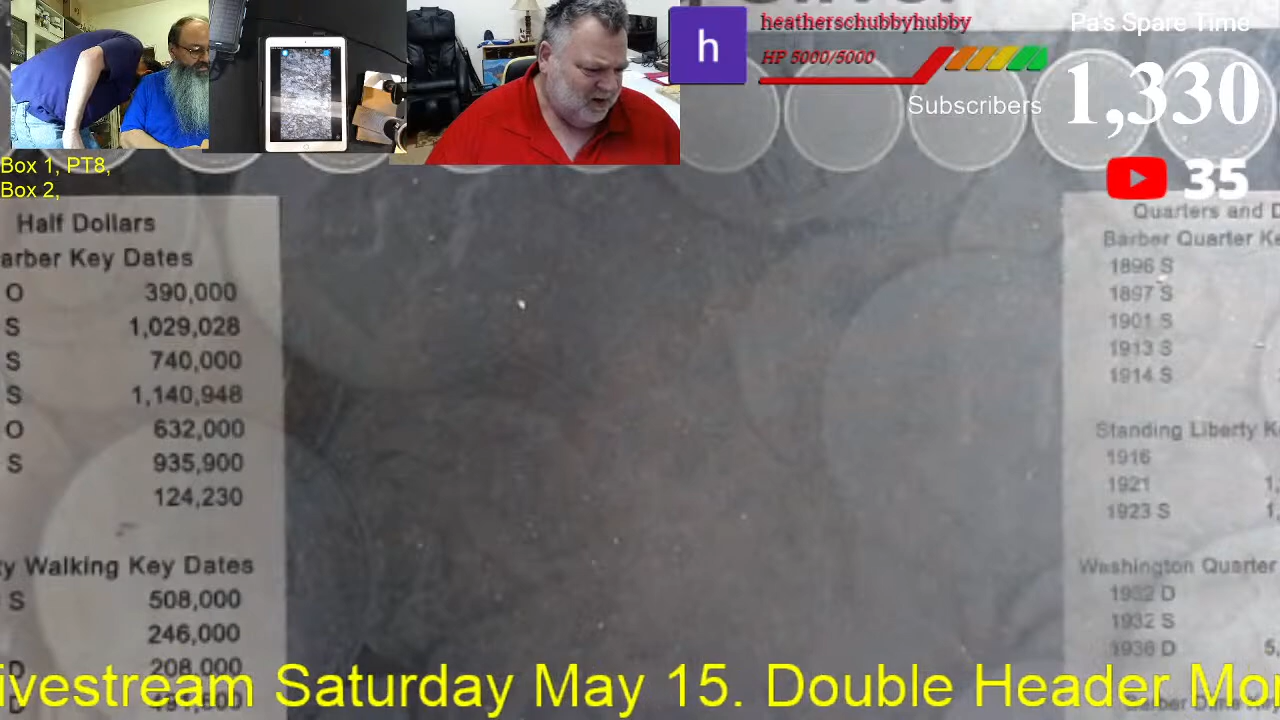 heatherschubbyhubby
Pa's Spare Time
h
HP 5000/5000
1,330
Subscribers
Box 1, PT8,
Box 2,
35
Half Dollars
arber Key Dates
O 390,000
S 1,029,028
S 740,000
S 1,140,948
O 632,000
S 935,900
124,230
y Walking Key Dates
S 508,000
246,000
D 208,000
D
Quarters and D
Barber Quarter Ke
1896 S
1897 S
1901 S
1913 S
1914 S
Standing Liberty K
1916
1921 1,
1923 S 1,
Washington Quarter
1932 D
1932 S
1936 D 5,
ivestream Saturday May 15. Double Header Mor